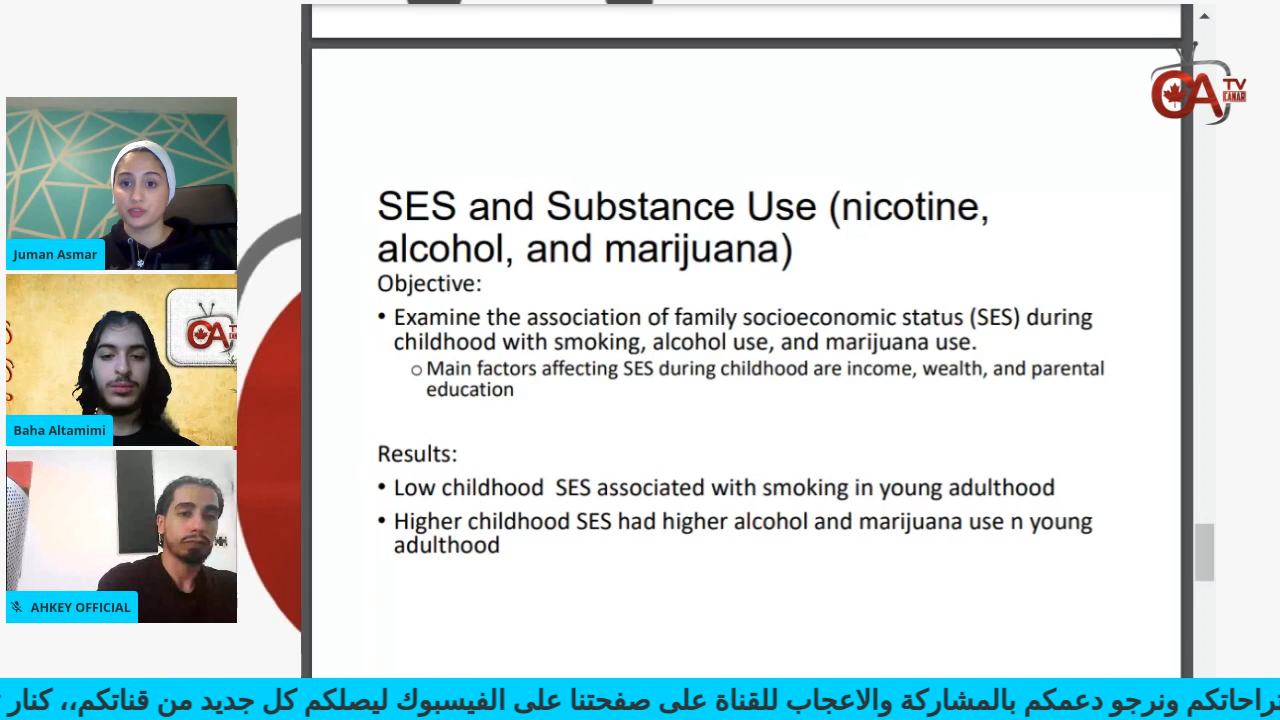 SES and Substance Use (nicotine,
alcohol, and marijuana)
Objective:
• Examine the association of family socioeconomic status (SES) during
childhood with smoking, alcohol use, and marijuana use.
o Main factors affecting SES during childhood are income, wealth, and parental
education
Results:
• Low childhood SES associated with smoking in young adulthood
• Higher childhood SES had higher alcohol and marijuana use n young
adulthood
CA TV
CANAR
Juman Asmar
Baha Altamimi
AHKEY OFFICIAL
ونرجو دعمكم بالمشاركة والاعجاب للقناة على صفحتنا على الفيسبوك ليصلكم كل جديد من قناتكم،، كنار